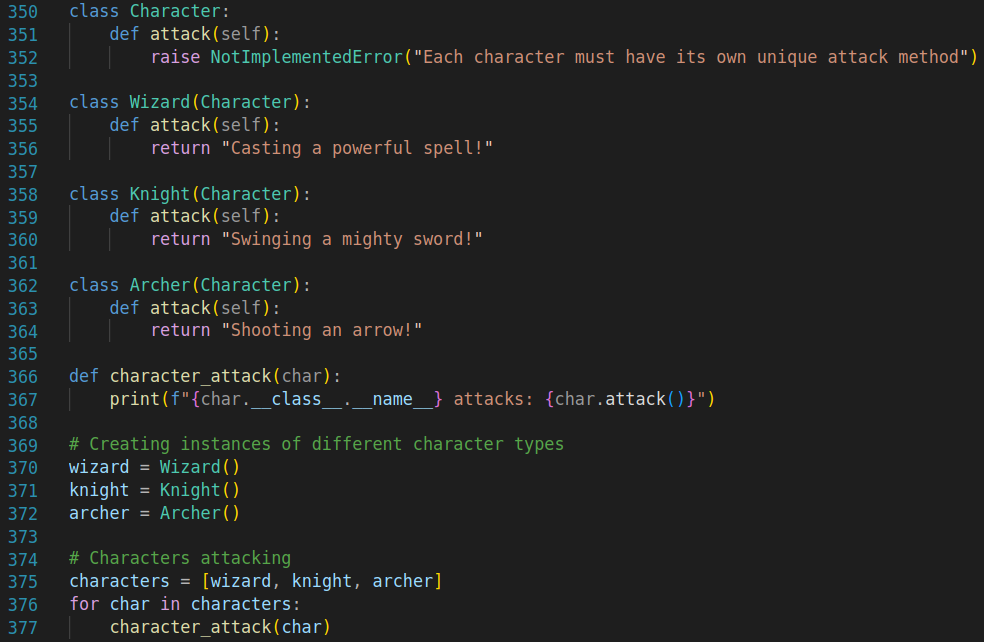 350 class Character:
351     def attack(self):
352         raise NotImplementedError("Each character must have its own unique attack method")
353
354 class Wizard(Character):
355     def attack(self):
356         return "Casting a powerful spell!"
357
358 class Knight(Character):
359     def attack(self):
360         return "Swinging a mighty sword!"
361
362 class Archer(Character):
363     def attack(self):
364         return "Shooting an arrow!"
365
366 def character_attack(char):
367     print(f"{char.__class__.__name__} attacks: {char.attack()}")
368
369 # Creating instances of different character types
370 wizard = Wizard()
371 knight = Knight()
372 archer = Archer()
373
374 # Characters attacking
375 characters = [wizard, knight, archer]
376 for char in characters:
377     character_attack(char)